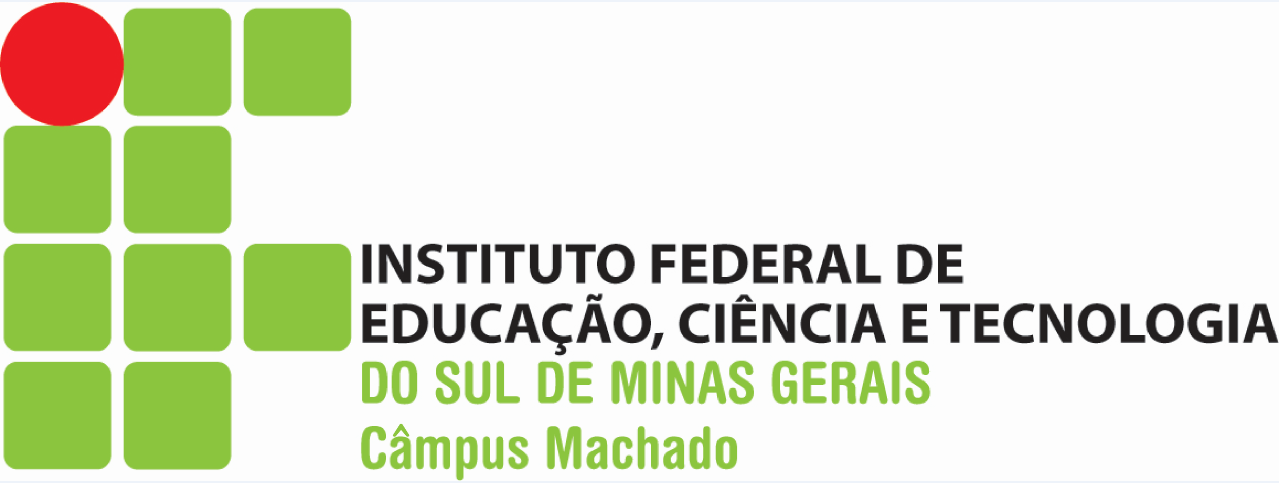 INSTITUTO FEDERAL DE
EDUCAÇÃO, CIÊNCIA E TECNOLOGIA
DO SUL DE MINAS GERAIS
Câmpus Machado